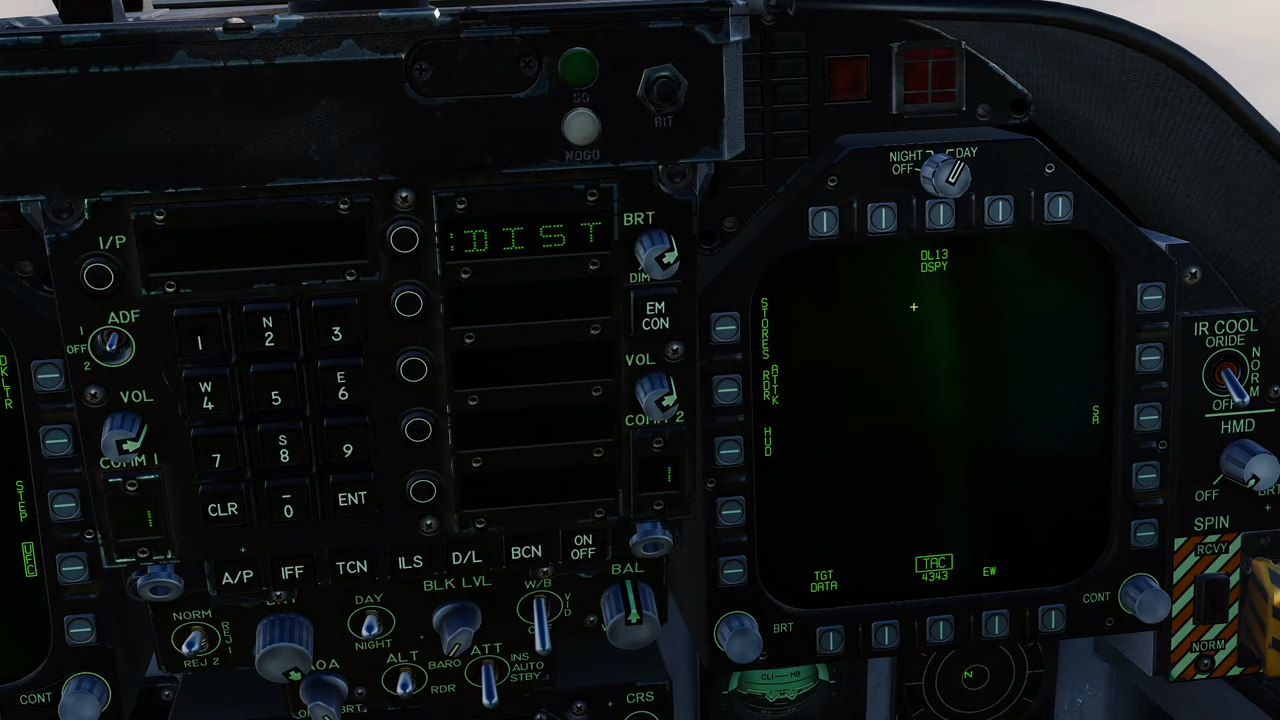 GO
BIT
NOGO
NIGHT
DAY
OFF
I/P
:DIST
BRT
DIM
EM
CON
ADF
1
OFF
2
VOL
COMM 1
1
N
2
3
W
4
5
E
6
7
S
8
9
CLR
–
0
ENT
VOL
COMM 2
A/P
IFF
TCN
ILS
D/L
BCN
ON
OFF
STEP
UFC
DL13
DSPY
STORES
RDR
ATTK
HUD
SA
TGT
DATA
TAC
4343
EW
BRT
CONT
IR COOL
ORIDE
NORM
OFF
HMD
OFF
BRT
SPIN
RCVY
NORM
NORM
REJ 1
REJ 2
DAY
NIGHT
BLK LVL
W/B
VID
BAL
ALT
BARO
RDR
ATT
INS
AUTO
STBY
AOA
BRT
CRS
CONT
N